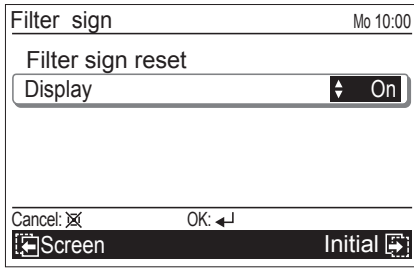 Filter sign Mo 10:00
Filter sign reset
Display On
Cancel: OK:
Screen Initial